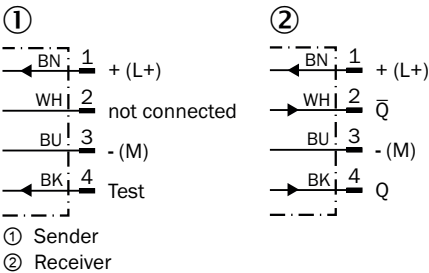 ① ②
BN 1 + (L+) BN 1 + (L+)
WH 2 not connected WH 2 Q̅
BU 3 - (M) BU 3 - (M)
BK 4 Test BK 4 Q
① Sender
② Receiver